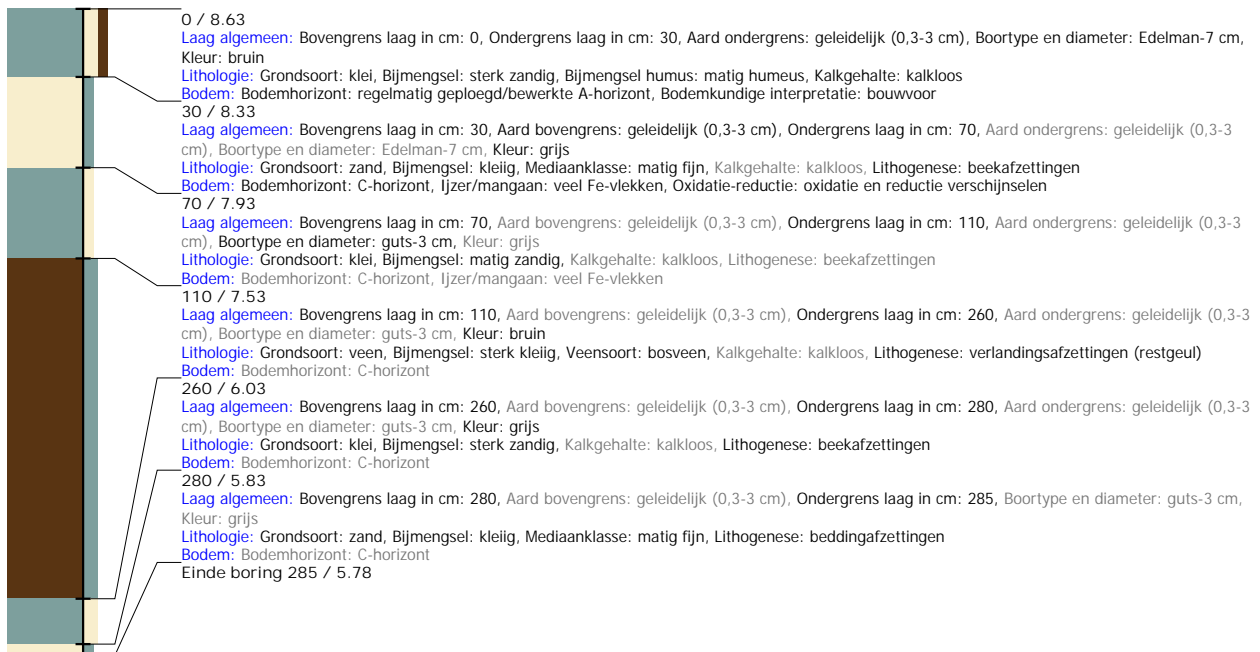 0 / 8.63
Laag algemeen: Bovengrens laag in cm: 0, Ondergrens laag in cm: 30, Aard ondergrens: geleidelijk (0,3-3 cm), Boortype en diameter: Edelman-7 cm,
Kleur: bruin
Lithologie: Grondsoort: klei, Bijmengsel: sterk zandig, Bijmengsel humus: matig humeus, Kalkgehalte: kalkloos
Bodem: Bodemhorizont: regelmatig geploegd/bewerkte A-horizont, Bodemkundige interpretatie: bouwvoor
30 / 8.33
Laag algemeen: Bovengrens laag in cm: 30, Aard bovengrens: geleidelijk (0,3-3 cm), Ondergrens laag in cm: 70, Aard ondergrens: geleidelijk (0,3-3
cm), Boortype en diameter: Edelman-7 cm, Kleur: grijs
Lithologie: Grondsoort: zand, Bijmengsel: kleiig, Mediaanklasse: matig fijn, Kalkgehalte: kalkloos, Lithogenese: beekafzettingen
Bodem: Bodemhorizont: C-horizont, Ijzer/mangaan: veel Fe-vlekken, Oxidatie-reductie: oxidatie en reductie verschijnselen
70 / 7.93
Laag algemeen: Bovengrens laag in cm: 70, Aard bovengrens: geleidelijk (0,3-3 cm), Ondergrens laag in cm: 110, Aard ondergrens: geleidelijk (0,3-3
cm), Boortype en diameter: guts-3 cm, Kleur: grijs
Lithologie: Grondsoort: klei, Bijmengsel: matig zandig, Kalkgehalte: kalkloos, Lithogenese: beekafzettingen
Bodem: Bodemhorizont: C-horizont, Ijzer/mangaan: veel Fe-vlekken
110 / 7.53
Laag algemeen: Bovengrens laag in cm: 110, Aard bovengrens: geleidelijk (0,3-3 cm), Ondergrens laag in cm: 260, Aard ondergrens: geleidelijk (0,3-3
cm), Boortype en diameter: guts-3 cm, Kleur: bruin
Lithologie: Grondsoort: veen, Bijmengsel: sterk kleiig, Veensoort: bosveen, Kalkgehalte: kalkloos, Lithogenese: verlandingsafzettingen (restgeul)
Bodem: Bodemhorizont: C-horizont
260 / 6.03
Laag algemeen: Bovengrens laag in cm: 260, Aard bovengrens: geleidelijk (0,3-3 cm), Ondergrens laag in cm: 280, Aard ondergrens: geleidelijk (0,3-3
cm), Boortype en diameter: guts-3 cm, Kleur: grijs
Lithologie: Grondsoort: klei, Bijmengsel: sterk zandig, Kalkgehalte: kalkloos, Lithogenese: beekafzettingen
Bodem: Bodemhorizont: C-horizont
280 / 5.83
Laag algemeen: Bovengrens laag in cm: 280, Aard bovengrens: geleidelijk (0,3-3 cm), Ondergrens laag in cm: 285, Boortype en diameter: guts-3 cm,
Kleur: grijs
Lithologie: Grondsoort: zand, Bijmengsel: kleiig, Mediaanklasse: matig fijn, Lithogenese: beddingafzettingen
Bodem: Bodemhorizont: C-horizont
Einde boring 285 / 5.78